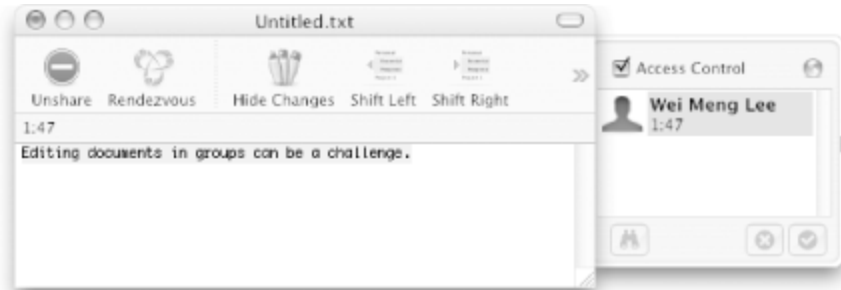 Untitled.txt
Unshare Rendezvous Hide Changes Shift Left Shift Right »
1:47
Editing documents in groups can be a challenge.
Access Control
Wei Meng Lee
1:47